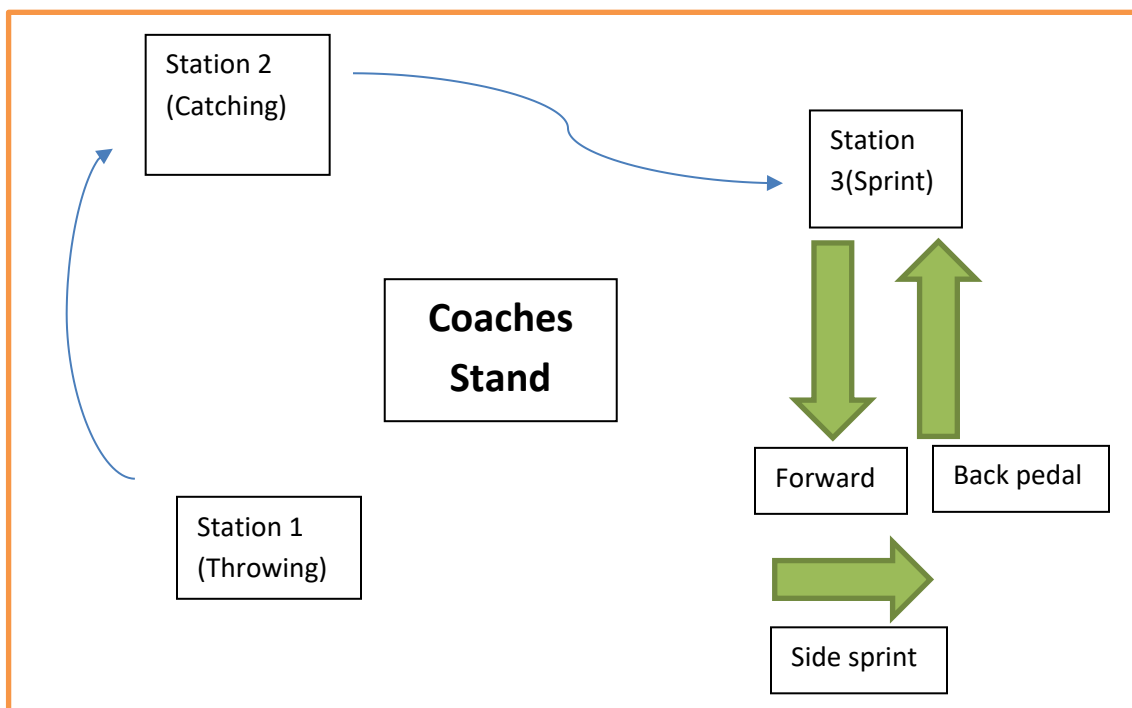 Station 2
(Catching)
Station
3(Sprint)
Coaches
Stand
Forward
Back pedal
Station 1
(Throwing)
Side sprint